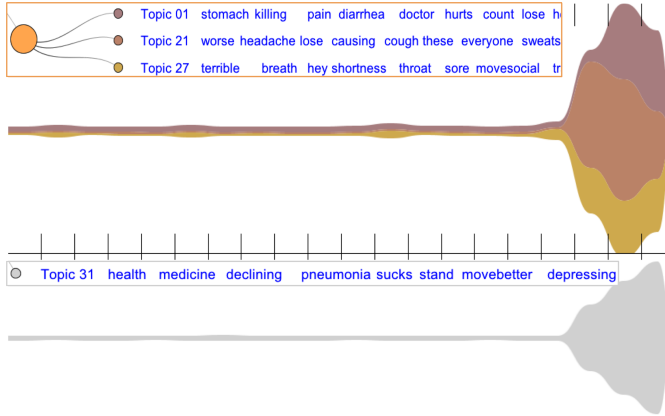 Topic 01 stomach killing pain diarrhea doctor hurts count lose
Topic 21 worse headache lose causing cough these everyone sweats
Topic 27 terrible breath hey shortness throat sore movesocial
Topic 31 health medicine declining pneumonia sucks stand movebetter depressing